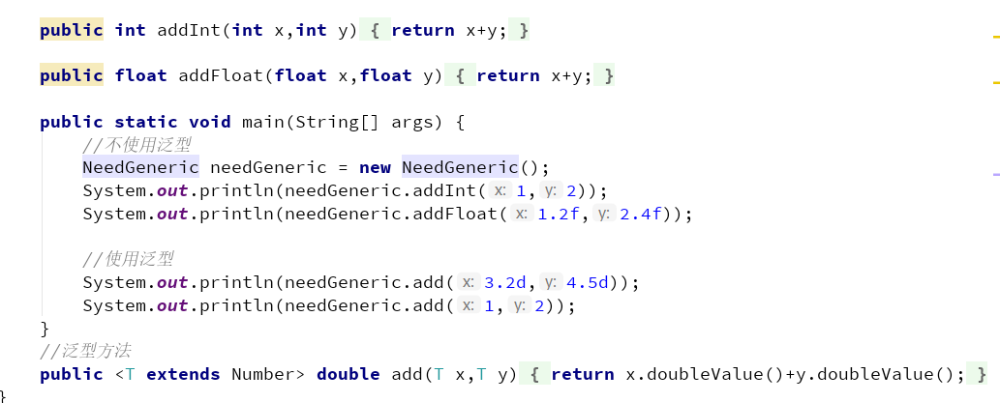 public int addInt(int x,int y) { return x+y; }
public float addFloat(float x,float y) { return x+y; }
public static void main(String[] args) {
//不使用泛型
NeedGeneric needGeneric = new NeedGeneric();
System.out.println(needGeneric.addInt( x: 1, y: 2));
System.out.println(needGeneric.addFloat( x: 1.2f, y: 2.4f));
//使用泛型
System.out.println(needGeneric.add( x: 3.2d, y: 4.5d));
System.out.println(needGeneric.add( x: 1, y: 2));
}
//泛型方法
public <T extends Number> double add(T x,T y) { return x.doubleValue()+y.doubleValue(); }
}